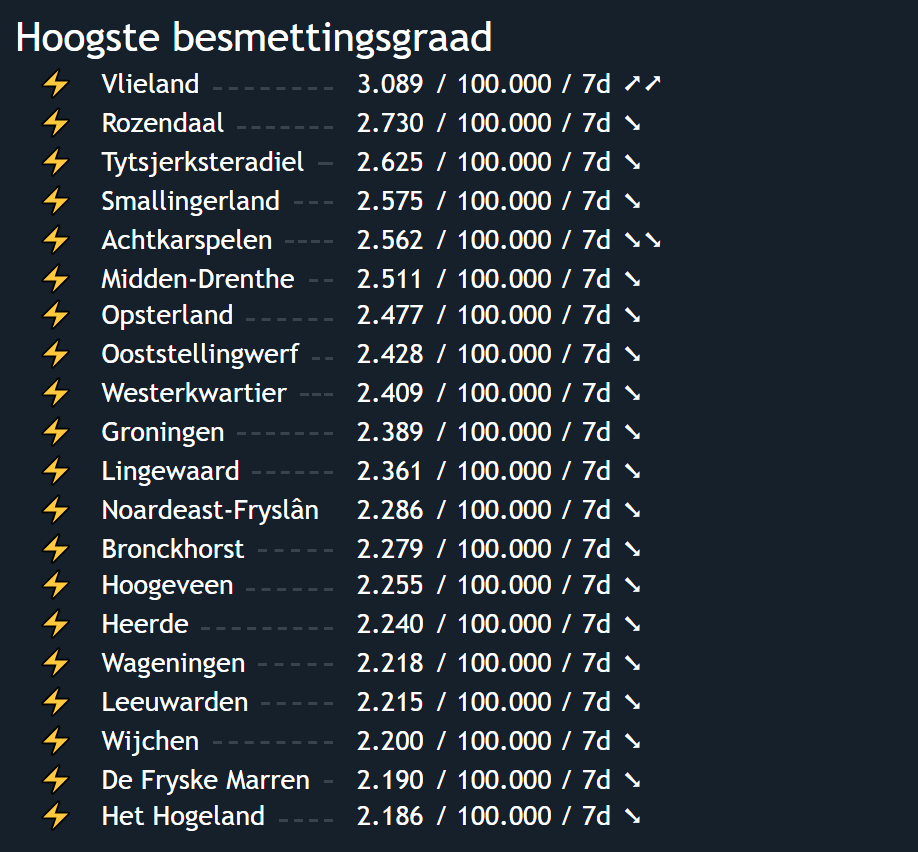 Hoogste besmettingsgraad
⚡ Vlieland -------- 3.089 / 100.000 / 7d ➚➚
⚡ Rozendaal ------- 2.730 / 100.000 / 7d ➘
⚡ Tytsjerksteradiel - 2.625 / 100.000 / 7d ➘
⚡ Smallingerland --- 2.575 / 100.000 / 7d ➘
⚡ Achtkarspelen ---- 2.562 / 100.000 / 7d ➘➘
⚡ Midden-Drenthe -- 2.511 / 100.000 / 7d ➘
⚡ Opsterland ------ 2.477 / 100.000 / 7d ➘
⚡ Ooststellingwerf -- 2.428 / 100.000 / 7d ➘
⚡ Westerkwartier --- 2.409 / 100.000 / 7d ➘
⚡ Groningen ------- 2.389 / 100.000 / 7d ➘
⚡ Lingewaard ------ 2.361 / 100.000 / 7d ➘
⚡ Noardeast-Fryslân 2.286 / 100.000 / 7d ➘
⚡ Bronckhorst ----- 2.279 / 100.000 / 7d ➘
⚡ Hoogeveen ------ 2.255 / 100.000 / 7d ➘
⚡ Heerde --------- 2.240 / 100.000 / 7d ➘
⚡ Wageningen ----- 2.218 / 100.000 / 7d ➘
⚡ Leeuwarden ----- 2.215 / 100.000 / 7d ➘
⚡ Wijchen -------- 2.200 / 100.000 / 7d ➘
⚡ De Fryske Marren - 2.190 / 100.000 / 7d ➘
⚡ Het Hogeland ---- 2.186 / 100.000 / 7d ➘